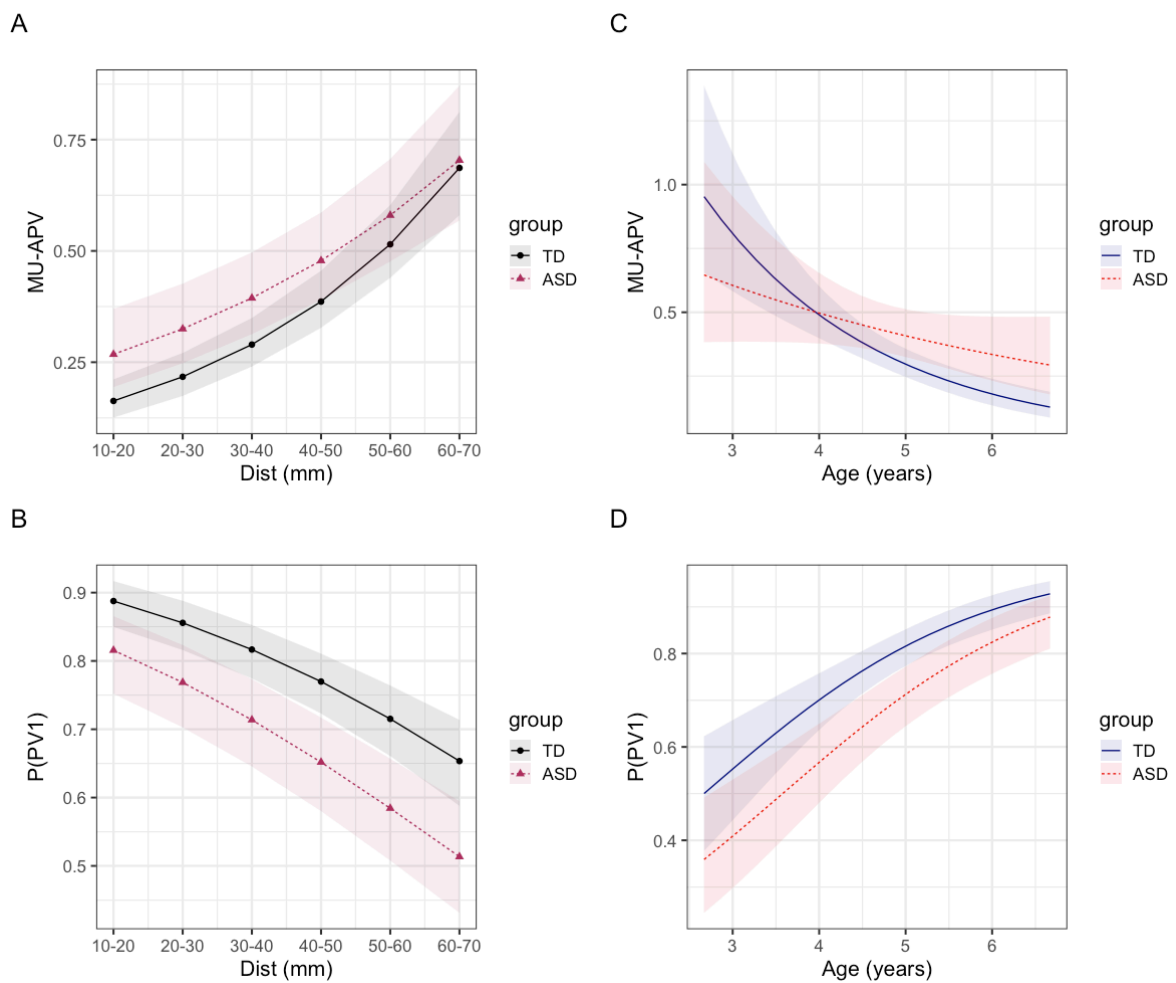 A
MU-APV
0.75
0.50
0.25
10-20 20-30 30-40 40-50 50-60 60-70
Dist (mm)
group
TD
ASD
C
MU-APV
1.0
0.5
3 4 5 6
Age (years)
group
TD
ASD
B
P(PV1)
0.9
0.8
0.7
0.6
0.5
10-20 20-30 30-40 40-50 50-60 60-70
Dist (mm)
group
TD
ASD
D
P(PV1)
0.8
0.6
0.4
3 4 5 6
Age (years)
group
TD
ASD